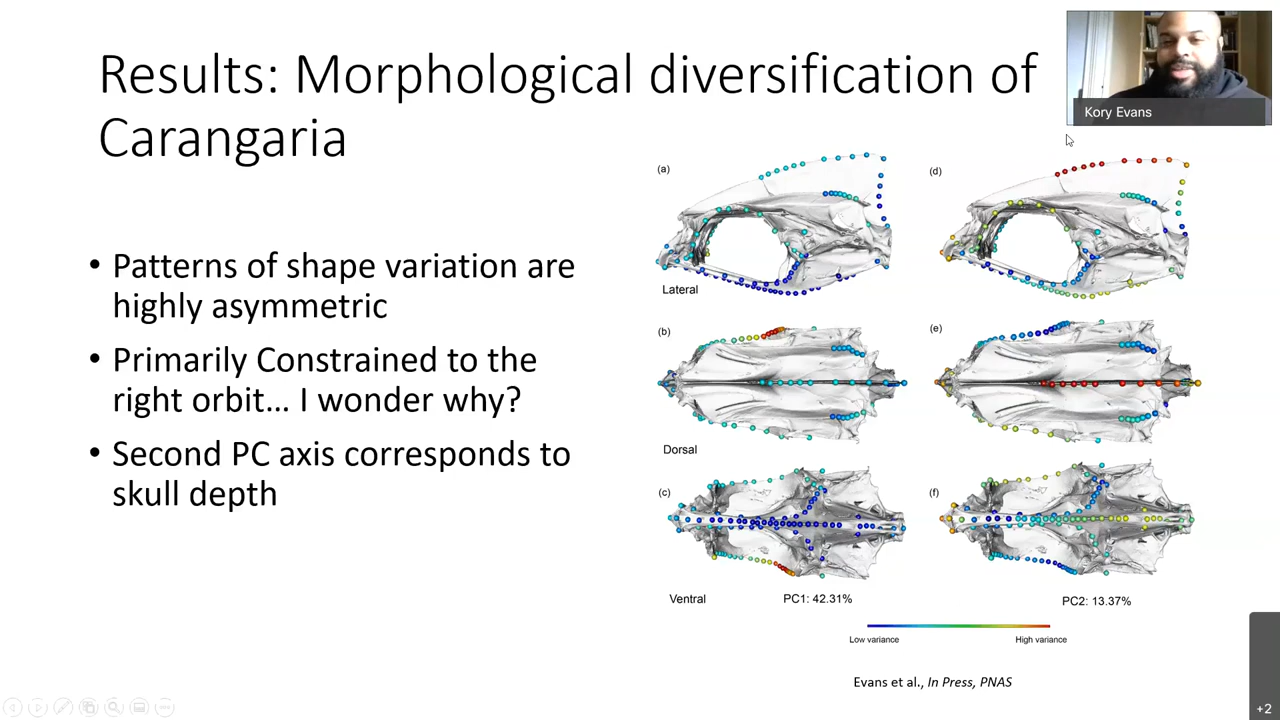 Results: Morphological diversification of
Carangaria
Kory Evans
• Patterns of shape variation are
highly asymmetric
• Primarily Constrained to the
right orbit... I wonder why?
• Second PC axis corresponds to
skull depth
(a)
(d)
Lateral
(b)
(e)
Dorsal
(c)
(f)
Ventral
PC1: 42.31%
PC2: 13.37%
Low variance
High variance
Evans et al., In Press, PNAS
+2